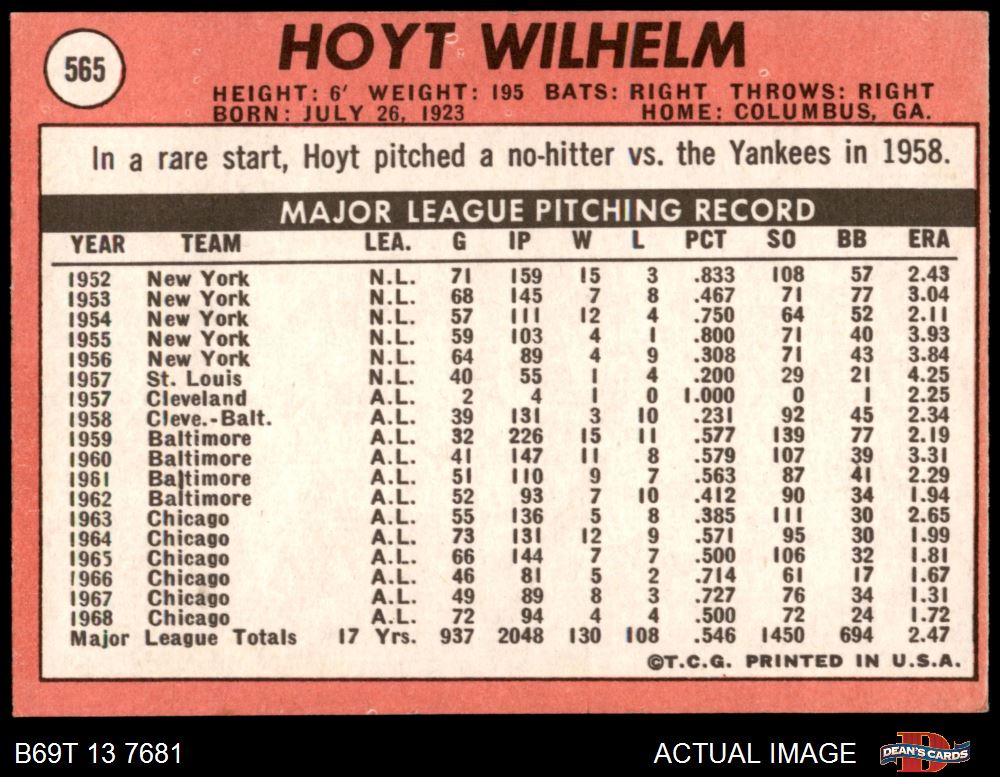 565
HOYT WILHELM
HEIGHT: 6' WEIGHT: 195 BATS: RIGHT THROWS: RIGHT
BORN: JULY 26, 1923 HOME: COLUMBUS, GA.
In a rare start, Hoyt pitched a no-hitter vs. the Yankees in 1958.
MAJOR LEAGUE PITCHING RECORD
YEAR TEAM LEA. G IP W L PCT SO BB ERA
1952 New York N.L. 71 159 15 3 .833 108 57 2.43
1953 New York N.L. 68 145 7 8 .467 71 77 3.04
1954 New York N.L. 57 111 12 4 .750 64 52 2.11
1955 New York N.L. 59 103 4 1 .800 71 40 3.93
1956 New York N.L. 64 89 4 9 .308 71 43 3.84
1957 St. Louis N.L. 40 55 1 4 .200 29 21 4.25
1957 Cleveland A.L. 2 4 1 0 1.000 0 1 2.25
1958 Cleve.-Balt. A.L. 39 131 3 10 .231 92 45 2.34
1959 Baltimore A.L. 32 226 15 11 .577 139 77 2.19
1960 Baltimore A.L. 41 147 11 8 .579 107 39 3.31
1961 Baltimore A.L. 51 110 9 7 .563 87 41 2.29
1962 Baltimore A.L. 52 93 7 10 .412 90 34 1.94
1963 Chicago A.L. 55 136 5 8 .385 111 30 2.65
1964 Chicago A.L. 73 131 12 9 .571 95 30 1.99
1965 Chicago A.L. 66 144 7 7 .500 106 32 1.81
1966 Chicago A.L. 46 81 5 2 .714 61 17 1.67
1967 Chicago A.L. 49 89 8 3 .727 76 34 1.31
1968 Chicago A.L. 72 94 4 4 .500 72 24 1.72
Major League Totals 17 Yrs. 937 2048 130 108 .546 1450 694 2.47
©T.C.G. PRINTED IN U.S.A.
B69T 13 7681 ACTUAL IMAGE
DEAN'S CARDS